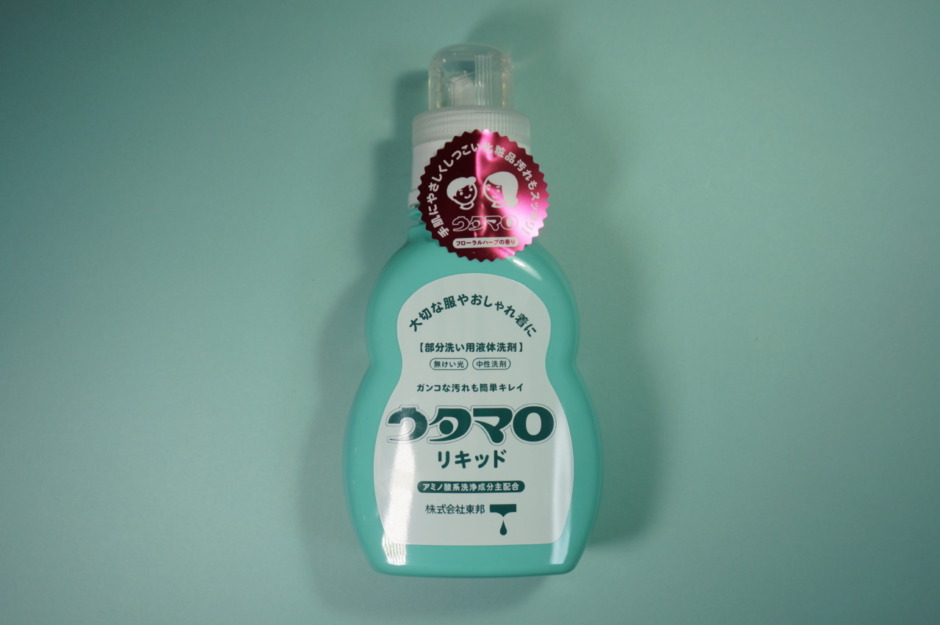 手肌にやさしくしつこい化粧品汚れもスッ
ウタマロ
フローラルハーブの香り
大切な服やおしゃれ着に
【部分洗い用液体洗剤】
無けい光 中性洗剤
ガンコな汚れも簡単キレイ
ウタマロ
リキッド
アミノ酸系洗浄成分主配合
株式会社東邦